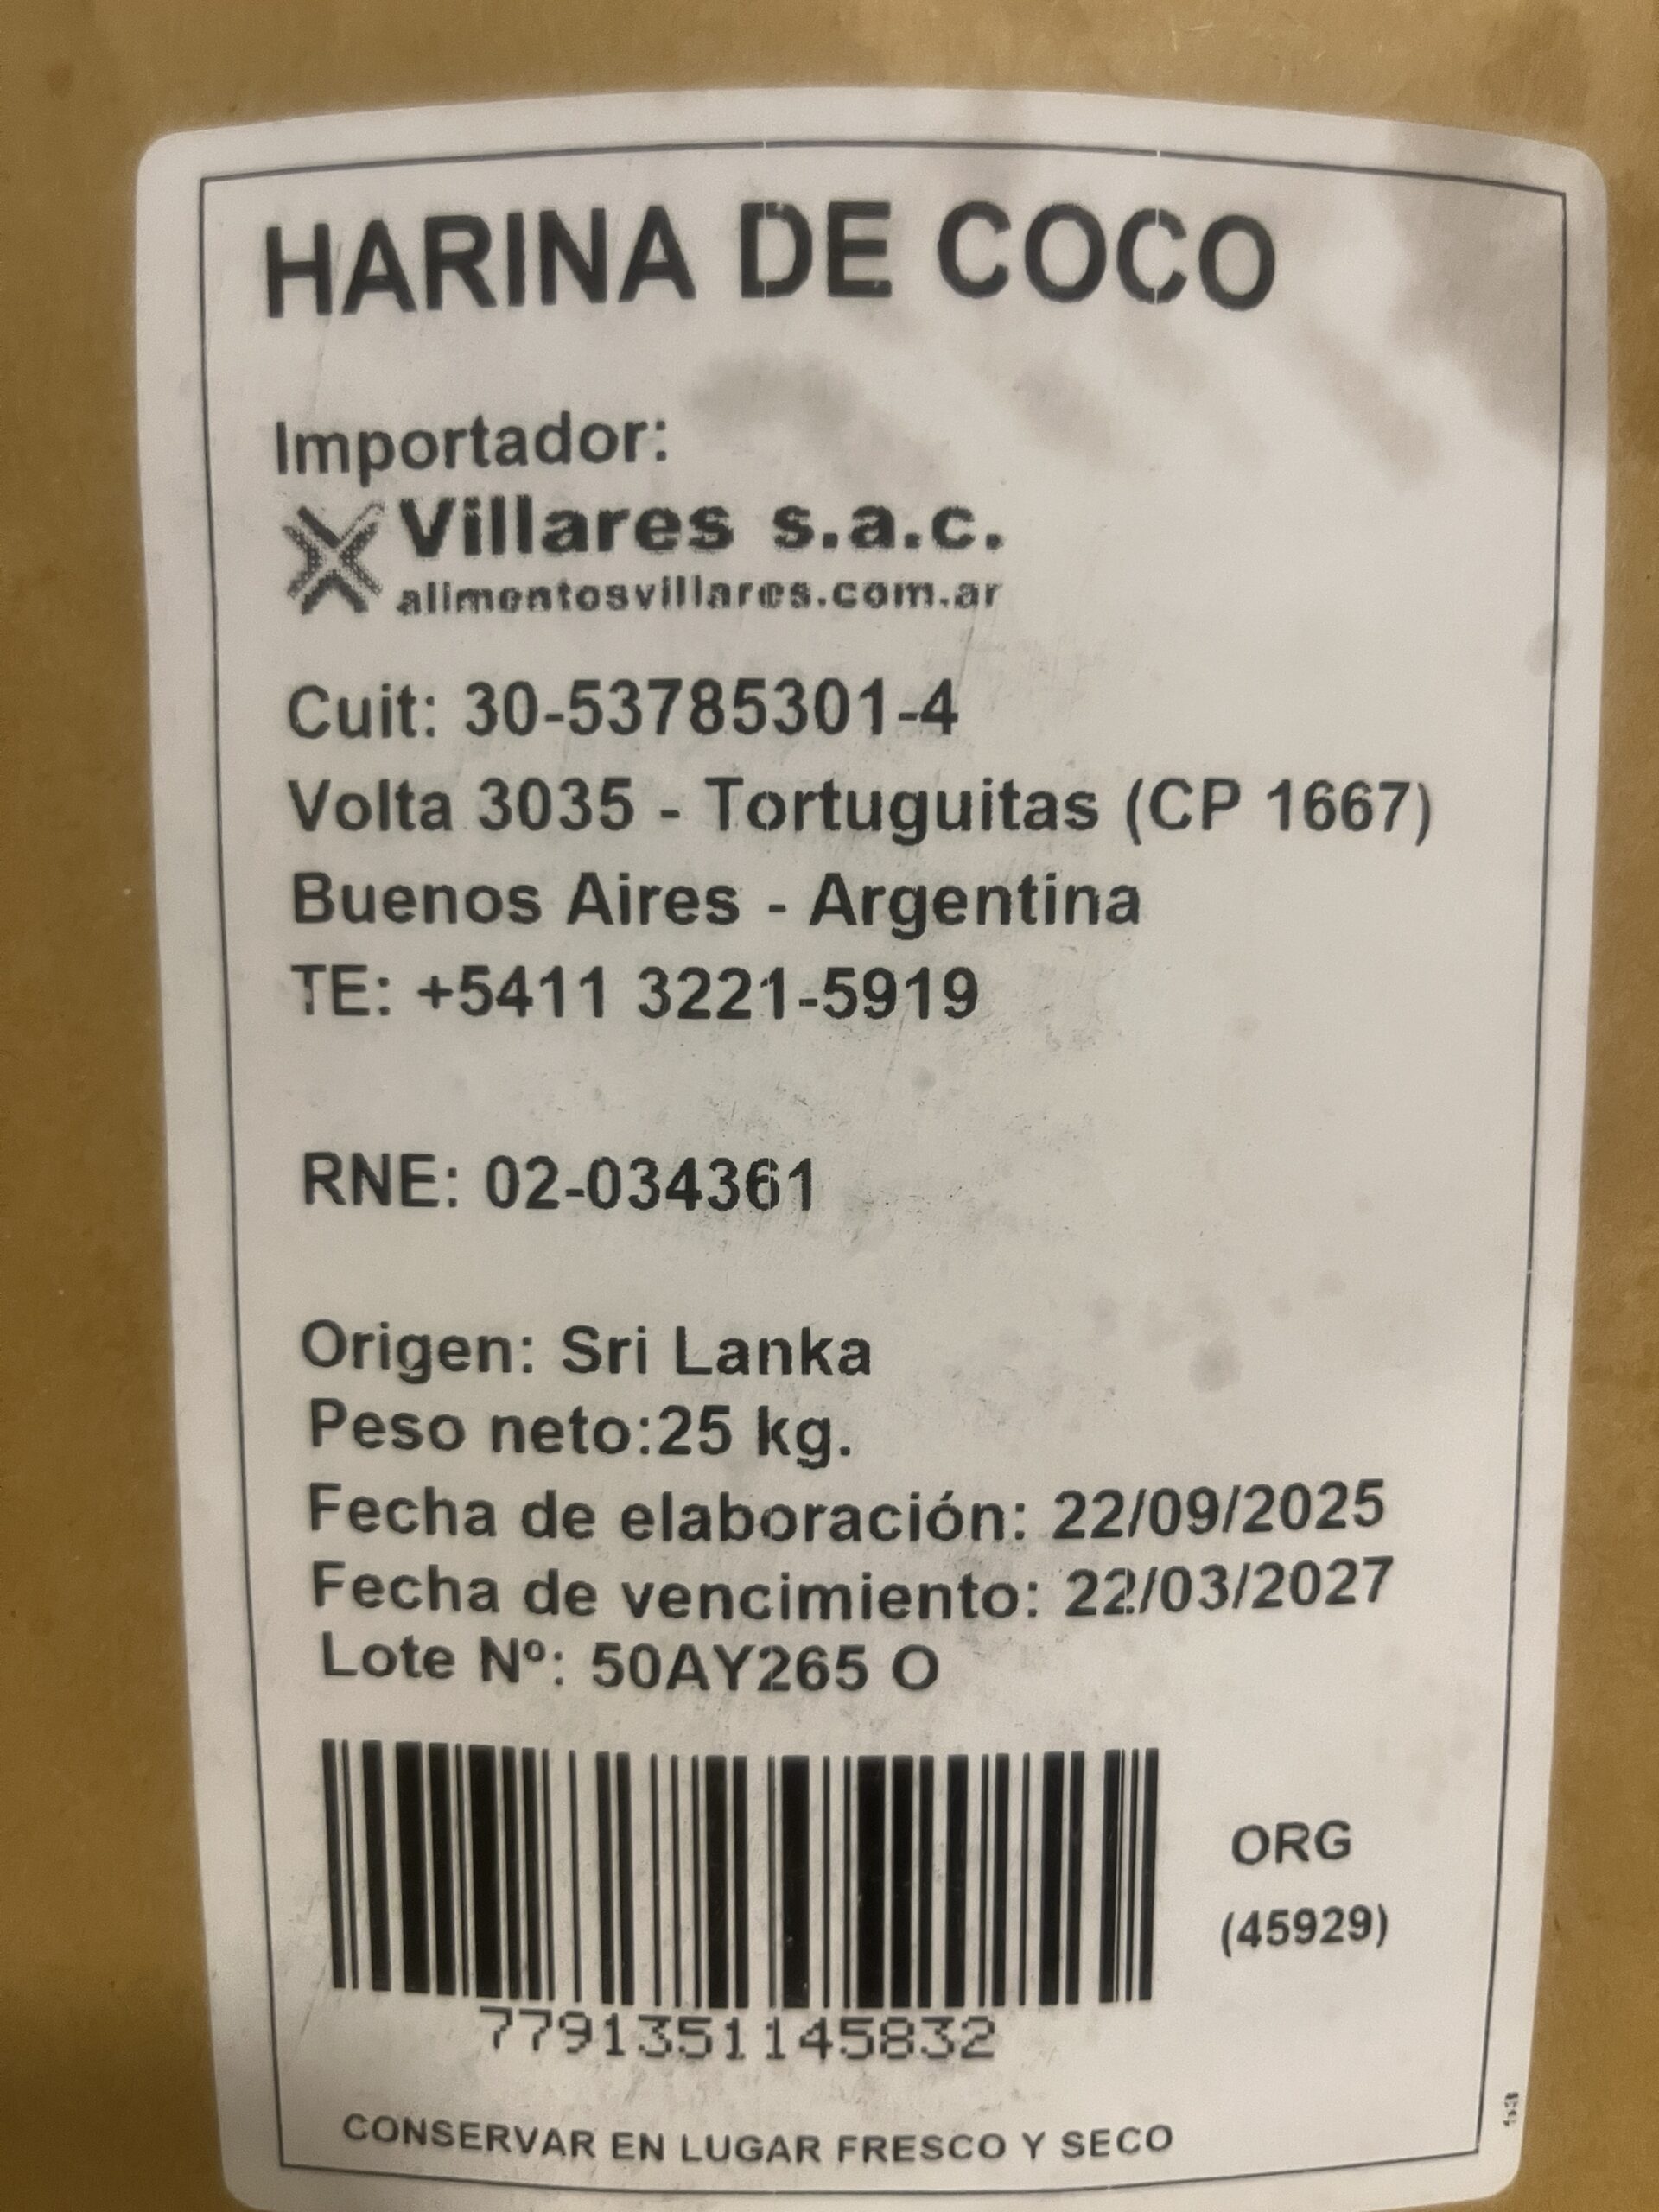 HARINA DE COCO
Importador:
Villares s.a.c.
alimentosvillares.com.ar
Cuit: 30-53785301-4
Volta 3035 - Tortuguitas (CP 1667)
Buenos Aires - Argentina
TE: +5411 3221-5919
RNE: 02-034361
Origen: Sri Lanka
Peso neto:25 kg.
Fecha de elaboración: 22/09/2025
Fecha de vencimiento: 22/03/2027
Lote Nº: 50AY265 O
ORG
(45929)
7791351145832
CONSERVAR EN LUGAR FRESCO Y SECO